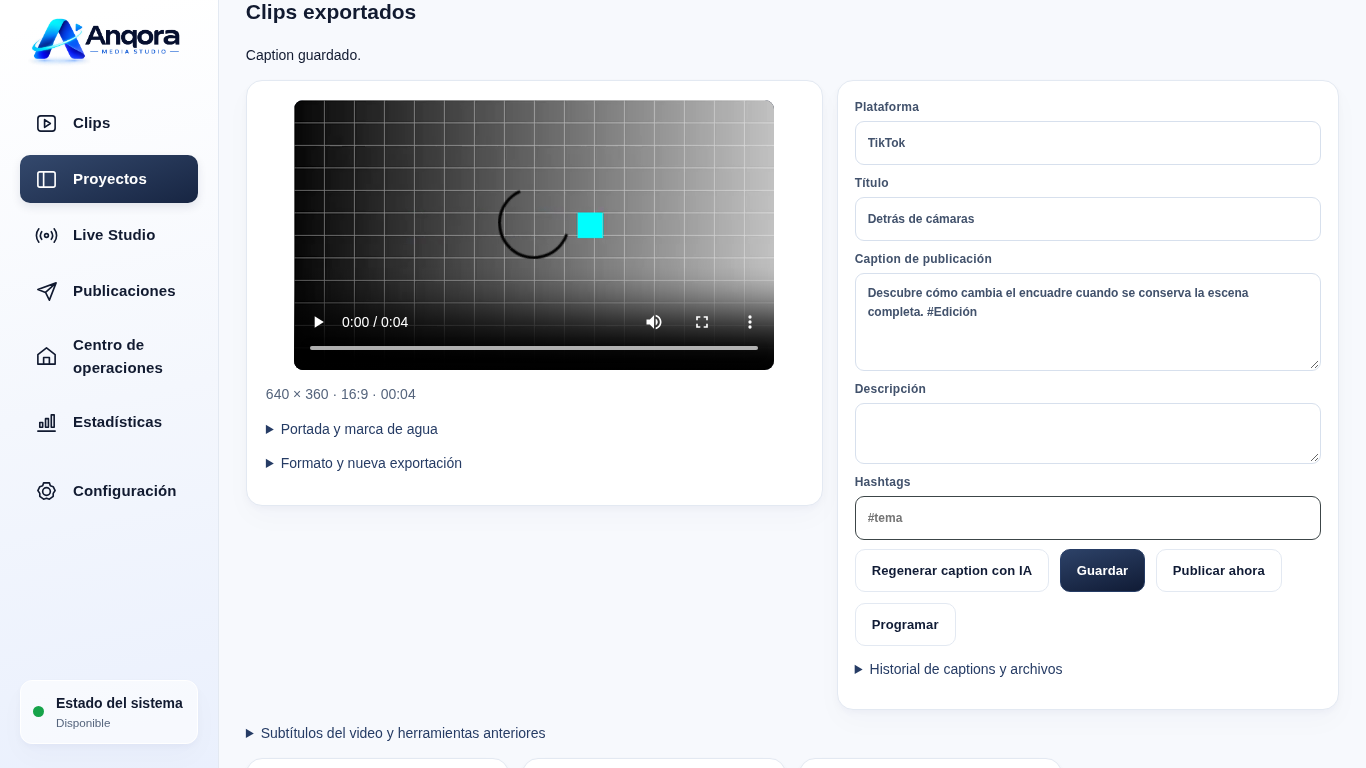 Anqora
MEDIA STUDIO
Clips
Proyectos
Live Studio
Publicaciones
Centro de
operaciones
Estadísticas
Configuración
Estado del sistema
Disponible
Clips exportados
Caption guardado.
0:00 / 0:04
640 × 360 · 16:9 · 00:04
Portada y marca de agua
Formato y nueva exportación
Plataforma
TikTok
Título
Detrás de cámaras
Caption de publicación
Descubre cómo cambia el encuadre cuando se conserva la escena
completa. #Edición
Descripción
Hashtags
#tema
Regenerar caption con IA
Guardar
Publicar ahora
Programar
Historial de captions y archivos
Subtítulos del video y herramientas anteriores